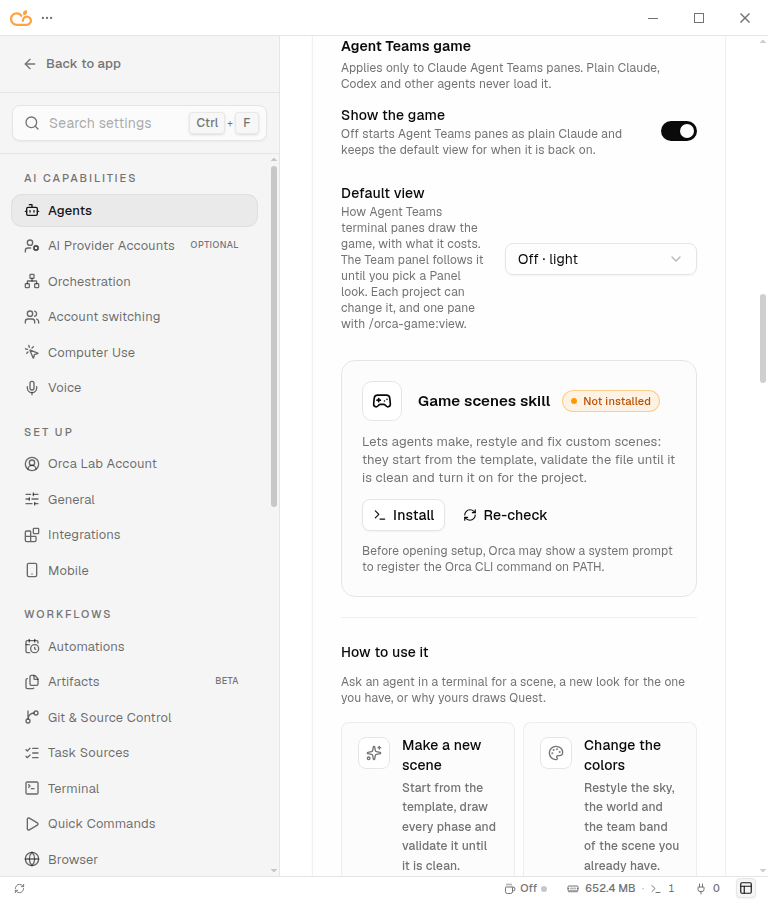 Back to app
Search settings Ctrl + F
AI CAPABILITIES
Agents
AI Provider Accounts OPTIONAL
Orchestration
Account switching
Computer Use
Voice
SET UP
Orca Lab Account
General
Integrations
Mobile
WORKFLOWS
Automations
Artifacts BETA
Git & Source Control
Task Sources
Terminal
Quick Commands
Browser
Agent Teams game
Applies only to Claude Agent Teams panes. Plain Claude,
Codex and other agents never load it.
Show the game
Off starts Agent Teams panes as plain Claude and
keeps the default view for when it is back on.
Default view
How Agent Teams
terminal panes draw the
game, with what it costs.
The Team panel follows it
until you pick a Panel
look. Each project can
change it, and one pane
with /orca-game:view.
Off · light
Game scenes skill Not installed
Lets agents make, restyle and fix custom scenes:
they start from the template, validate the file until it
is clean and turn it on for the project.
Install Re-check
Before opening setup, Orca may show a system prompt
to register the Orca CLI command on PATH.
How to use it
Ask an agent in a terminal for a scene, a new look for the one
you have, or why yours draws Quest.
Make a new
scene
Start from the
template, draw
every phase and
validate it until
it is clean.
Change the
colors
Restyle the sky,
the world and
the team band
of the scene you
already have.
Off 652.4 MB · 1 0